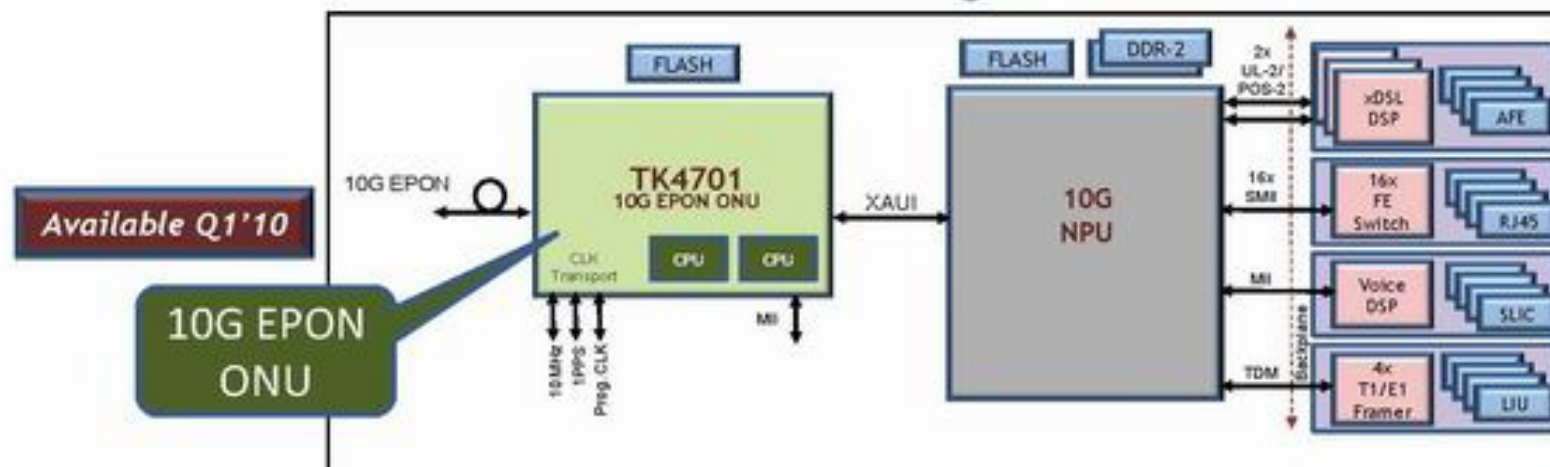 Available Q1'10
10G EPON
ONU
10G EPON
FLASH
TK4701
10G EPON ONU
CLK
Transport
CPU
CPU
10 MHz
1PPS
Prog. CLK
MII
XAUI
FLASH
DDR-2
10G
NPU
2x
UL-2/
POS-2
16x
SMII
MII
TDM
Backplane
xDSL
DSP
AFE
16x
FE
Switch
RJ45
Voice
DSP
SLIC
4x
T1/E1
Framer
LIU